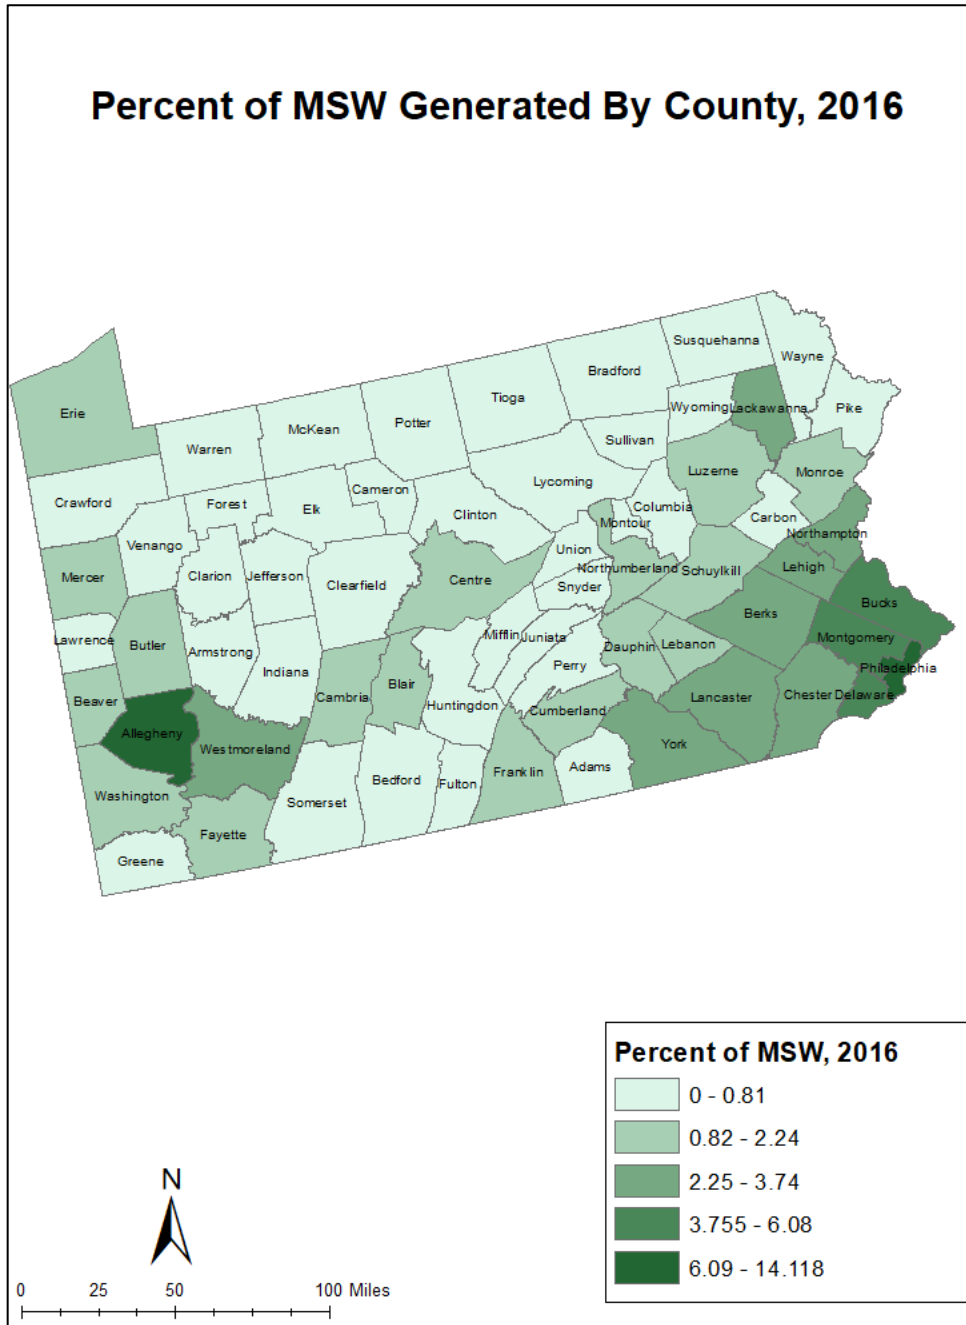 Percent of MSW Generated By County, 2016
Susquehanna
Wayne
Bradford
Tioga
Erie
Wyoming
Lackawanna
Pike
Potter
McKean
Warren
Sullivan
Luzerne
Monroe
Lycoming
Cameron
Crawford
Forest
Elk
Clinton
Columbia
Carbon
Montour
Northampton
Venango
Union
Clarion
Jefferson
Mercer
Clearfield
Centre
Northumberland
Schuylkill
Lehigh
Snyder
Bucks
Berks
Lawrence
Butler
Armstrong
Mifflin
Juniata
Montgomery
Dauphin
Lebanon
Perry
Indiana
Philadelphia
Blair
Cambria
Beaver
Huntingdon
Cumberland
Lancaster
Chester
Delaware
Allegheny
Westmoreland
York
Franklin
Adams
Bedford
Fulton
Washington
Somerset
Fayette
Greene
Percent of MSW, 2016
0 - 0.81
0.82 - 2.24
2.25 - 3.74
3.755 - 6.08
6.09 - 14.118
N
0 25 50 100 Miles